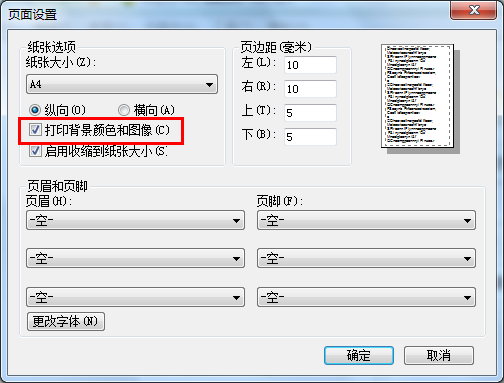 页面设置
纸张选项
纸张大小(Z):
A4
纵向(O) 横向(A)
打印背景颜色和图像(C)
启用收缩到纸张大小(S
页边距(毫米)
左(L): 10
右(R): 10
上(T): 5
下(B): 5
页眉和页脚
页眉(H): 页脚(F):
-空- -空-
-空- -空-
-空- -空-
更改字体(N)
确定 取消